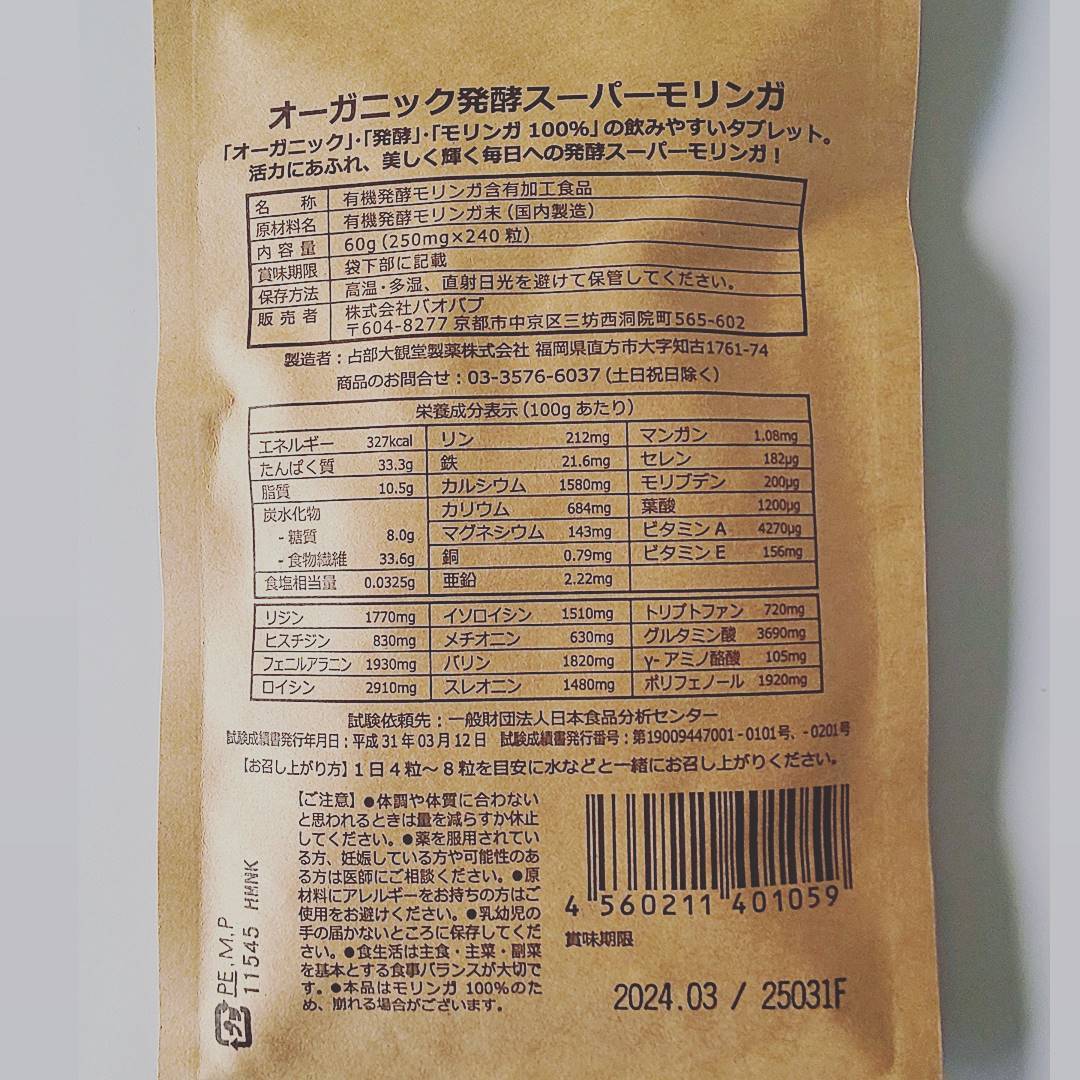 オーガニック発酵スーパーモリンガ
「オーガニック」・「発酵」・「モリンガ 100%」の飲みやすいタブレット。
活力にあふれ、美しく輝く毎日への発酵スーパーモリンガ！
名 称 有機発酵モリンガ含有加工食品
原材料名 有機発酵モリンガ末（国内製造）
内 容 量 60g（250mg×240 粒）
賞味期限 袋下部に記載
保存方法 高温・多湿、直射日光を避けて保管してください。
販 売 者 株式会社バオバブ
〒604-8277 京都市中京区三坊西洞院町565-602
製造者：占部大観堂製薬株式会社 福岡県直方市大字知古1761-74
商品のお問合せ：03-3576-6037（土日祝日除く）
栄養成分表示（100g あたり）
エネルギー 327kcal リン 212mg マンガン 1.08mg
たんぱく質 33.3g 鉄 21.6mg セレン 182μg
脂質 10.5g カルシウム 1580mg モリブデン 200μg
炭水化物 カリウム 684mg 葉酸 1200μg
- 糖質 8.0g マグネシウム 143mg ビタミン A 4270μg
- 食物繊維 33.6g 銅 0.79mg ビタミン E 156mg
食塩相当量 0.0325g 亜鉛 2.22mg
リジン 1770mg イソロイシン 1510mg トリプトファン 720mg
ヒスチジン 830mg メチオニン 630mg グルタミン酸 3690mg
フェニルアラニン 1930mg バリン 1820mg γ- アミノ酪酸 105mg
ロイシン 2910mg スレオニン 1480mg ポリフェノール 1920mg
試験依頼先：一般財団法人日本食品分析センター
試験成績書発行年月日：平成 31 年 03 月 12 日 試験成績書発行番号：第19009447001 - 0101号、- 0201号
【お召し上がり方】1 日 4 粒～ 8 粒を目安に水などと一緒にお召し上がりください。
【ご注意】●体調や体質に合わない
と思われるときは量を減らすか休止
してください。●薬を服用されてい
る方、妊娠している方や可能性のあ
る方は医師にご相談ください。●原
材料にアレルギーをお持ちの方はご
使用をお避けください。●乳幼児の
手の届かないところに保存してくだ
さい。●食生活は主食・主菜・副菜
を基本とする食事バランスが大切で
す。●本品はモリンガ 100%のた
め、崩れる場合がございます。
4 560211 401059
賞味期限
2024.03 / 25031F
プラ
PE,M,P
11545 HMNK